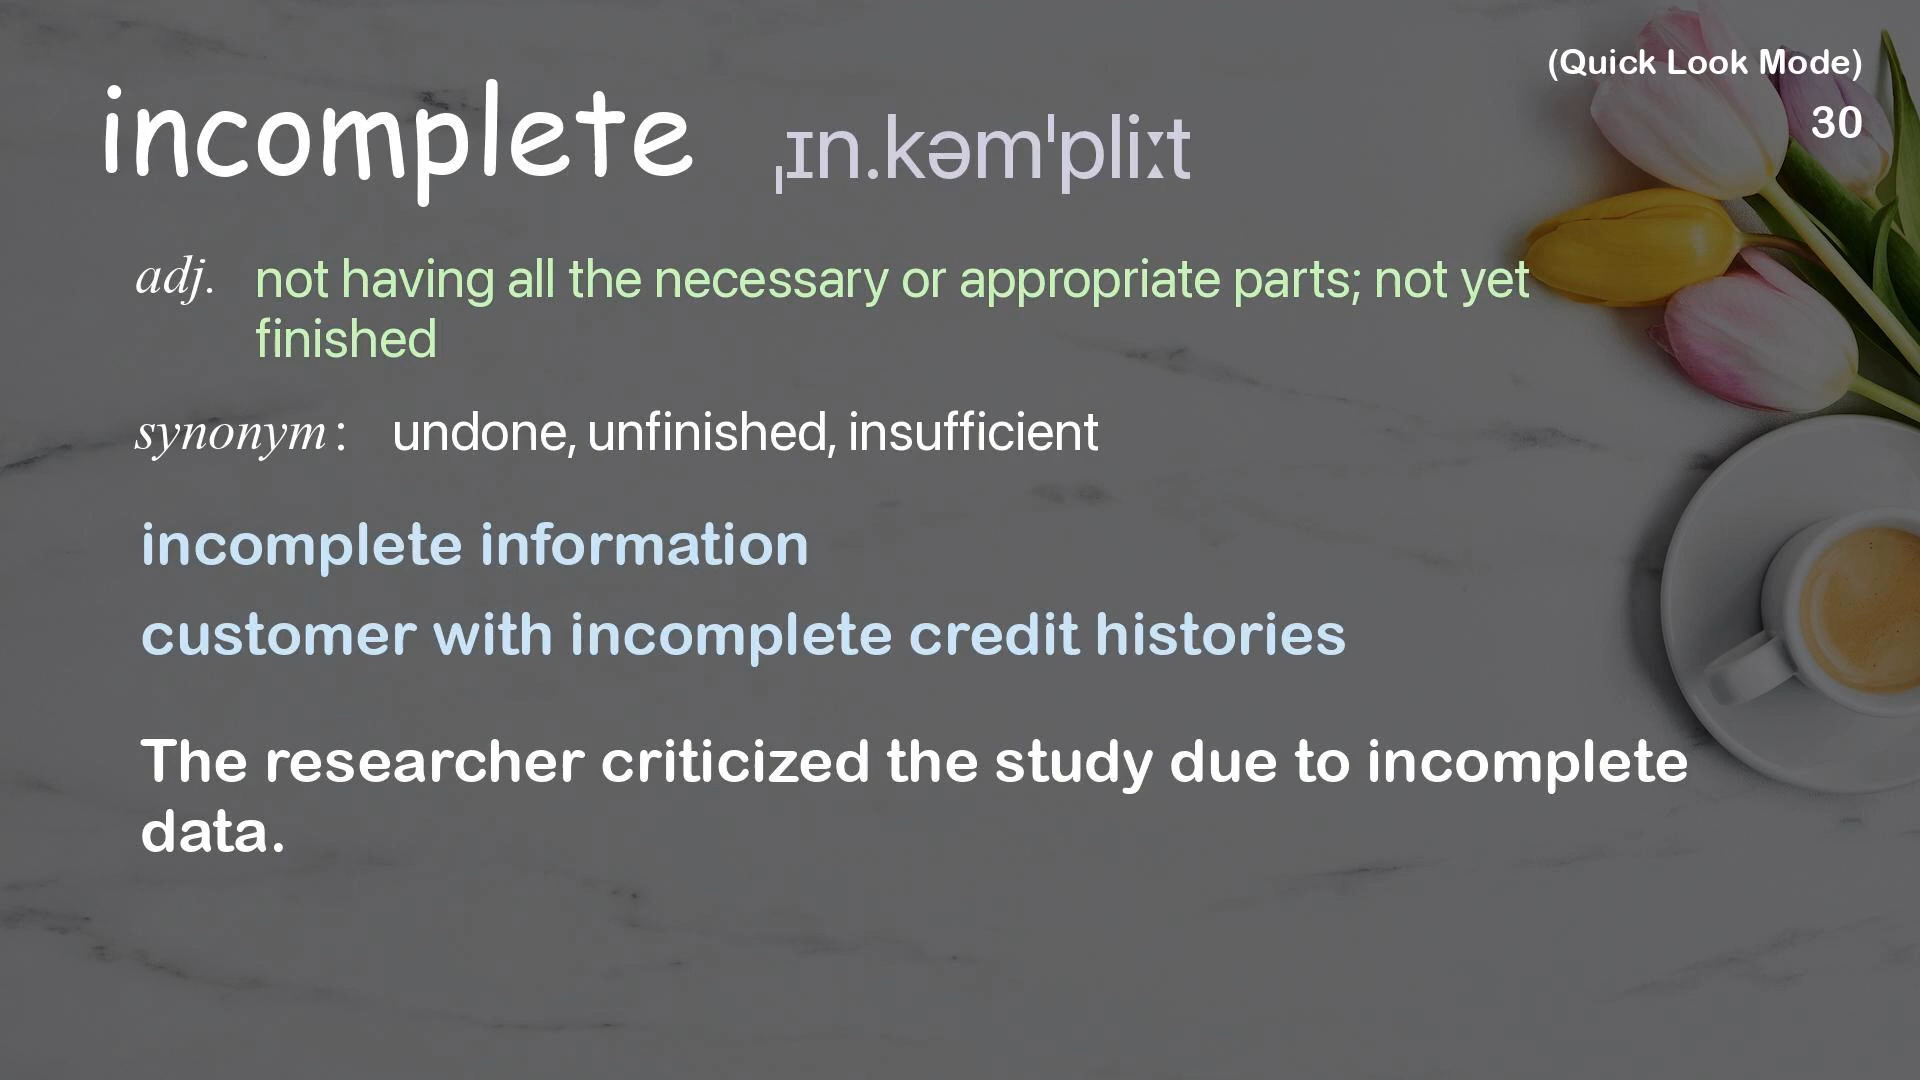 (Quick Look Mode)
30
incomplete ˌɪn.kəmˈpliːt
adj. not having all the necessary or appropriate parts; not yet
finished
synonym : undone, unfinished, insufficient
incomplete information
customer with incomplete credit histories
The researcher criticized the study due to incomplete
data.